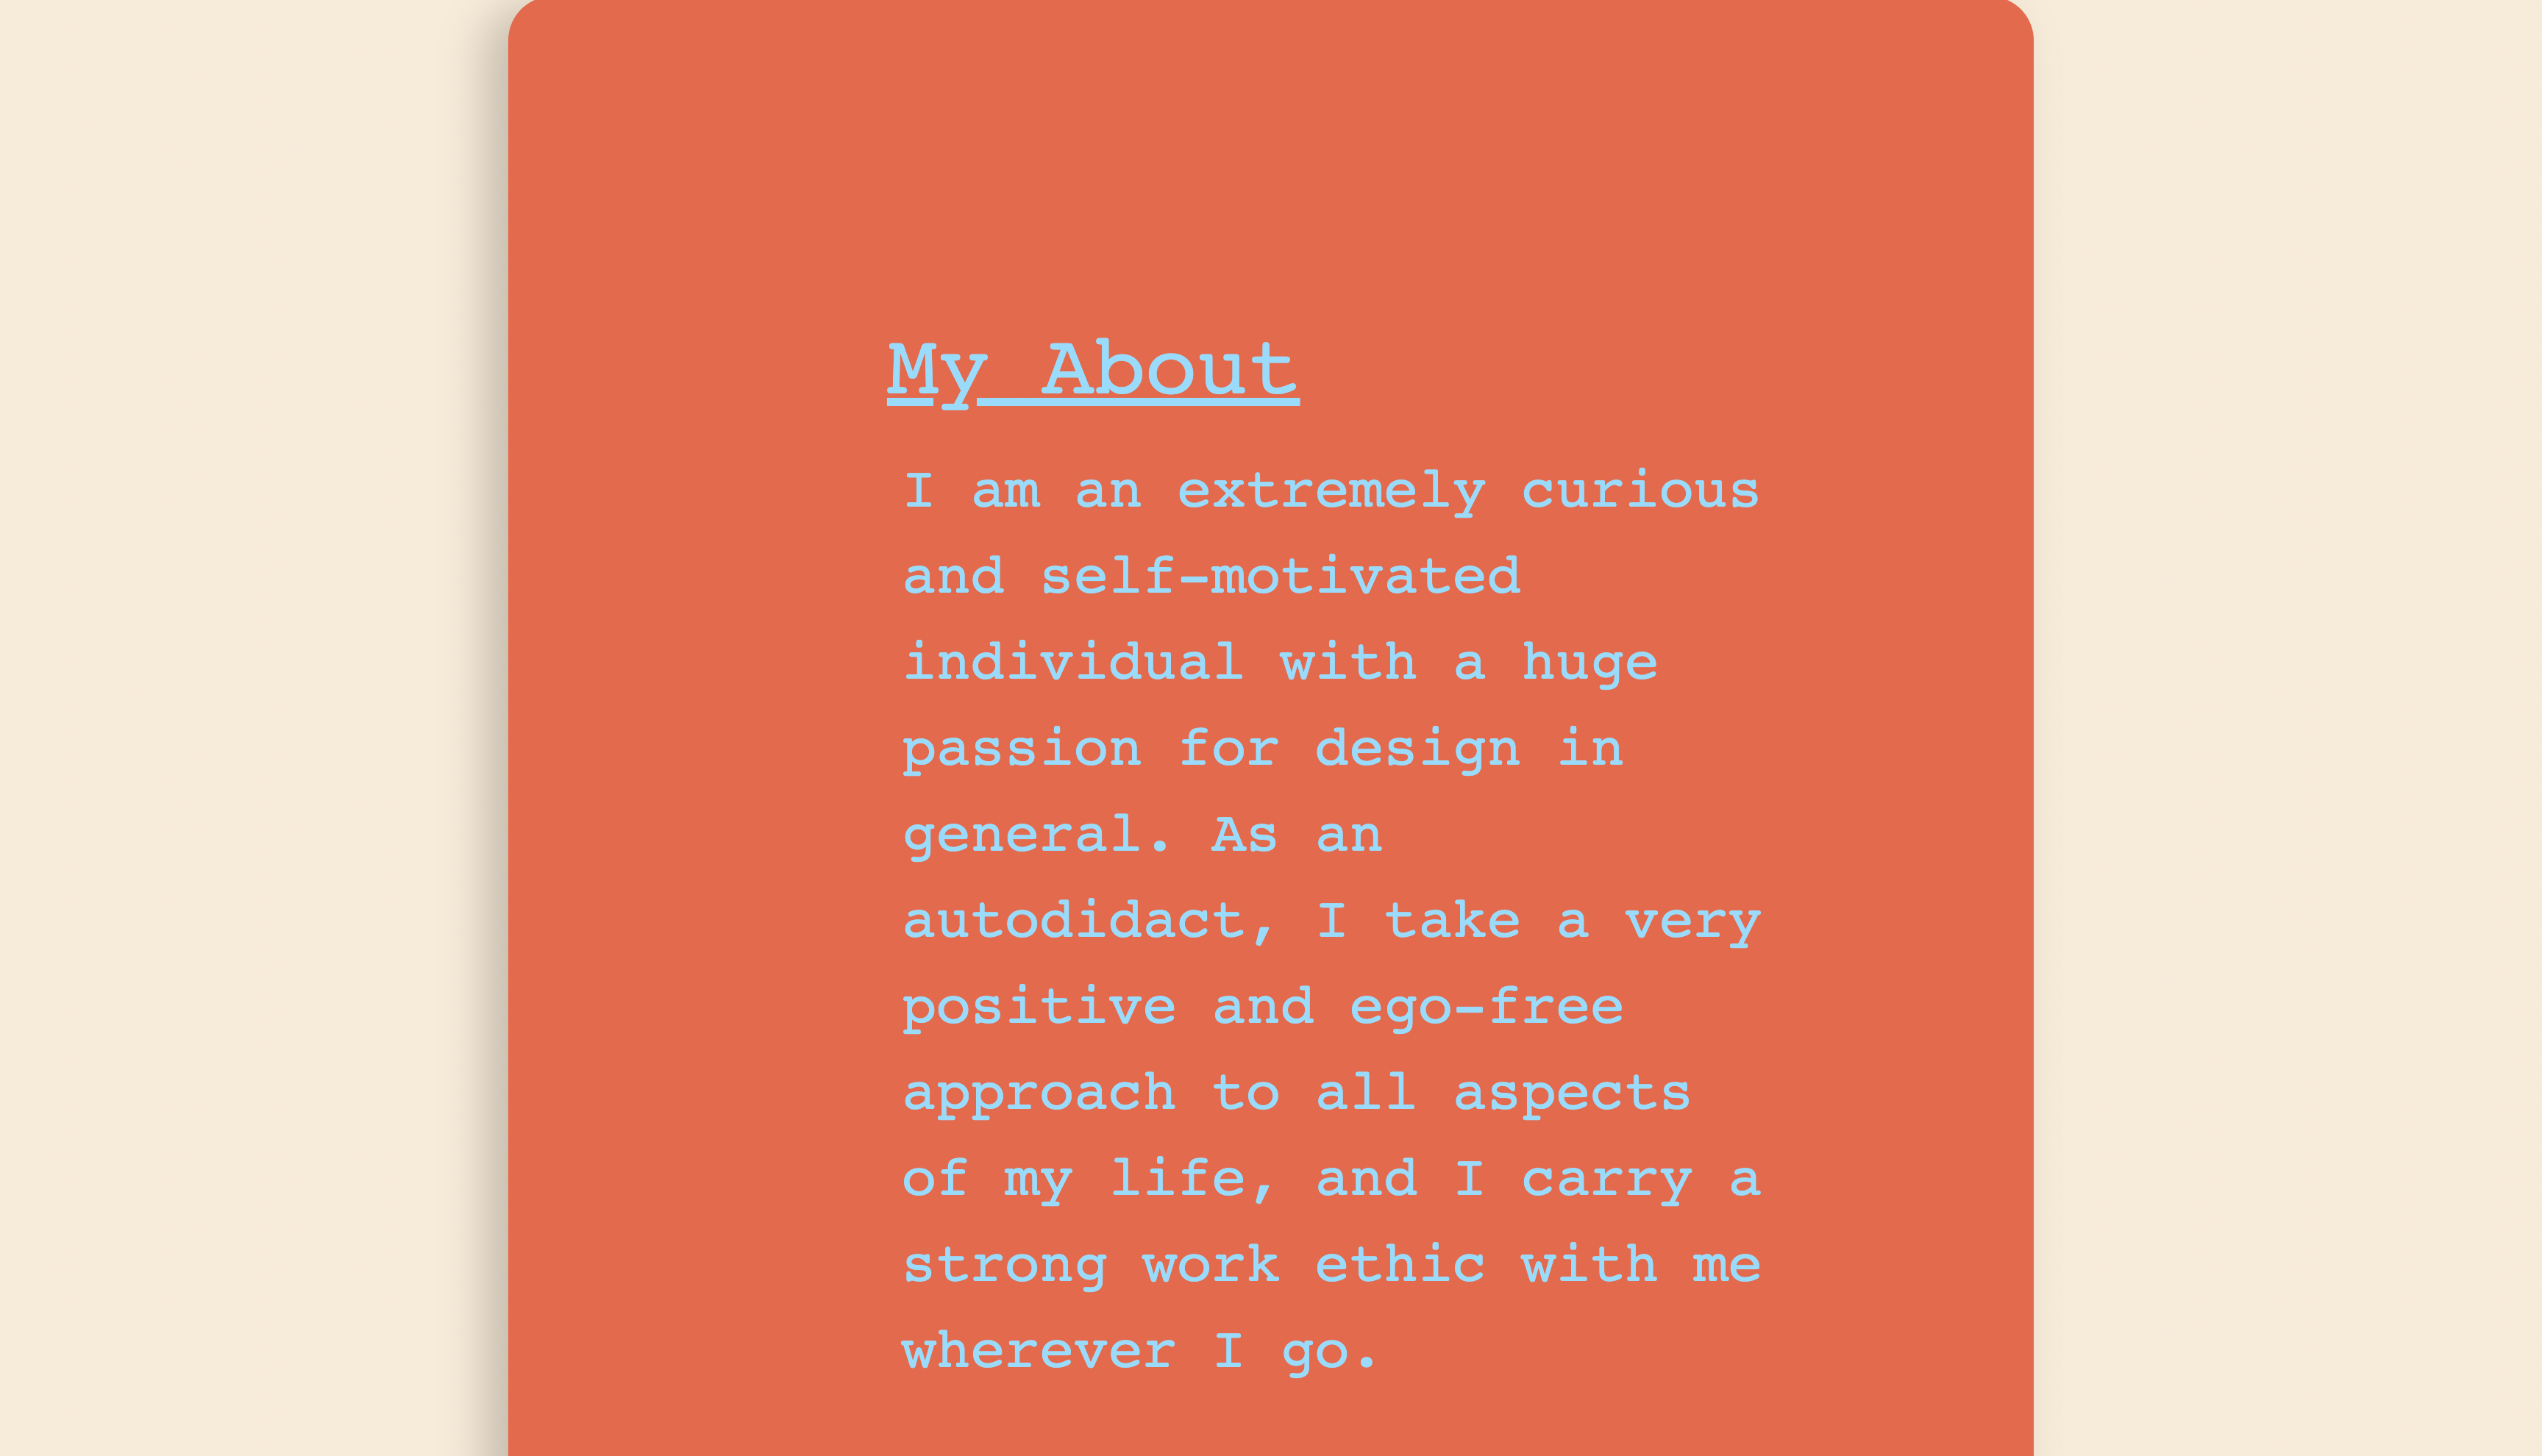 My About
I am an extremely curious
and self-motivated
individual with a huge
passion for design in
general. As an
autodidact, I take a very
positive and ego-free
approach to all aspects
of my life, and I carry a
strong work ethic with me
wherever I go.